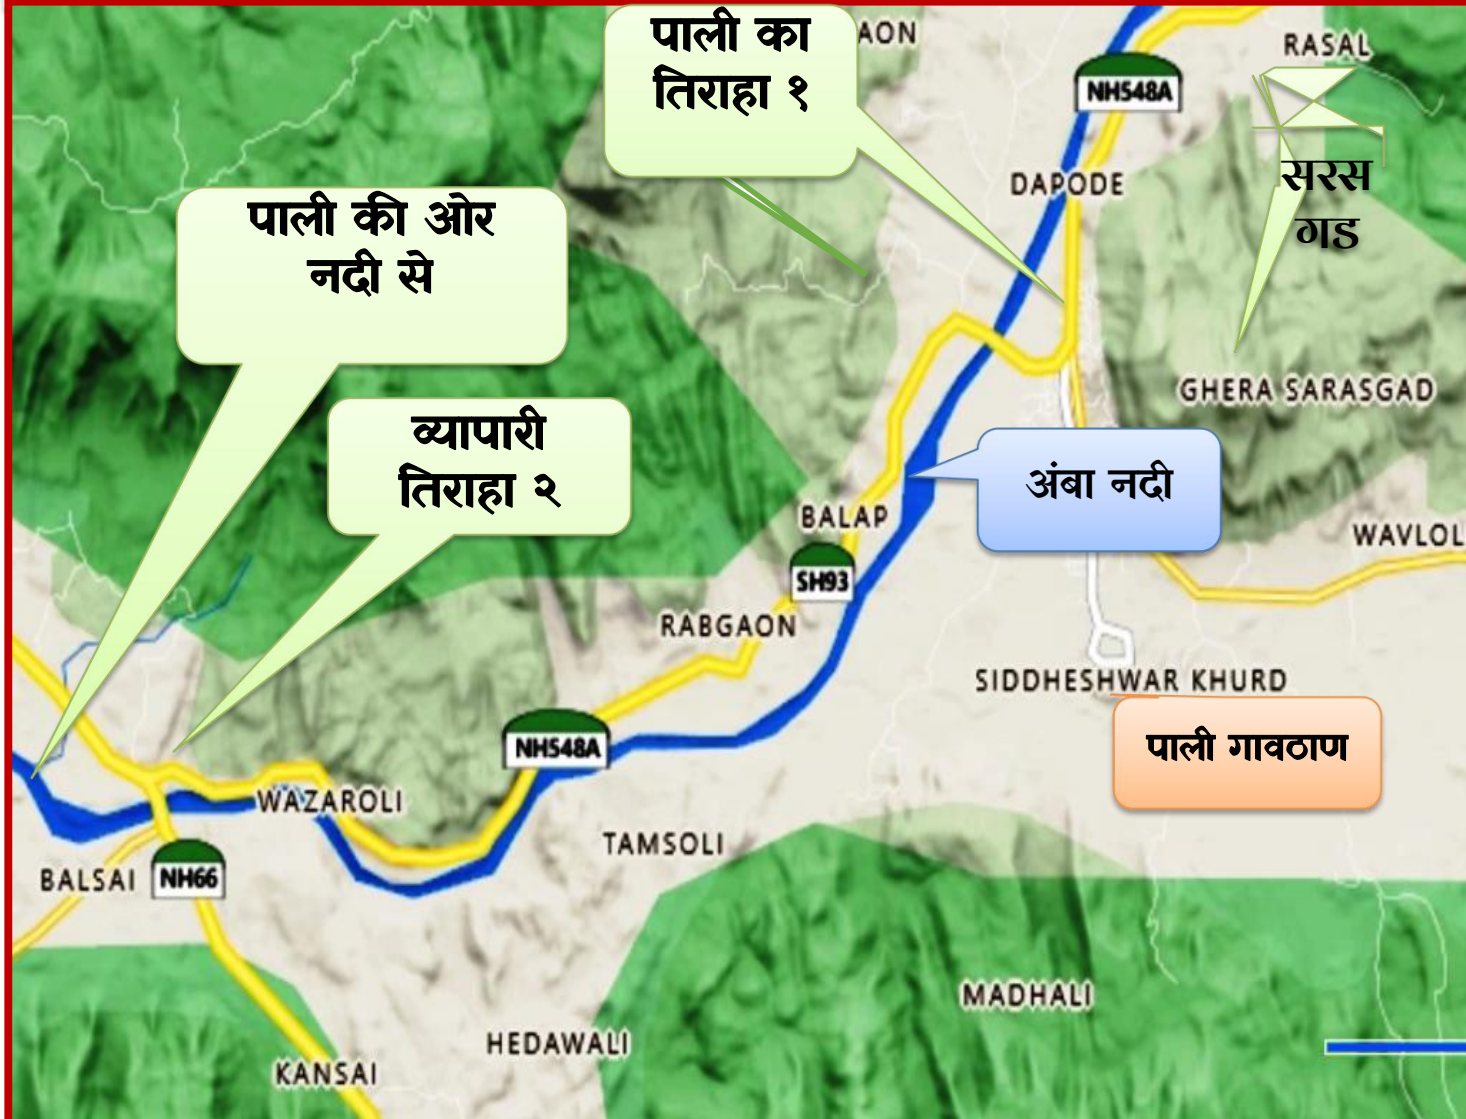 पाली का
तिराहा १
AON
RASAL
NH548A
DAPODE
सरस
गड
पाली की ओर
नदी से
GHERA SARASGAD
व्यापारी
तिराहा २
अंबा नदी
BALAP
WAVLOL
SH93
RABGAON
SIDDHESHWAR KHURD
पाली गावठाण
NH548A
WAZAROLI
TAMSOLI
BALSAI
NH66
MADHALI
HEDAWALI
KANSAI